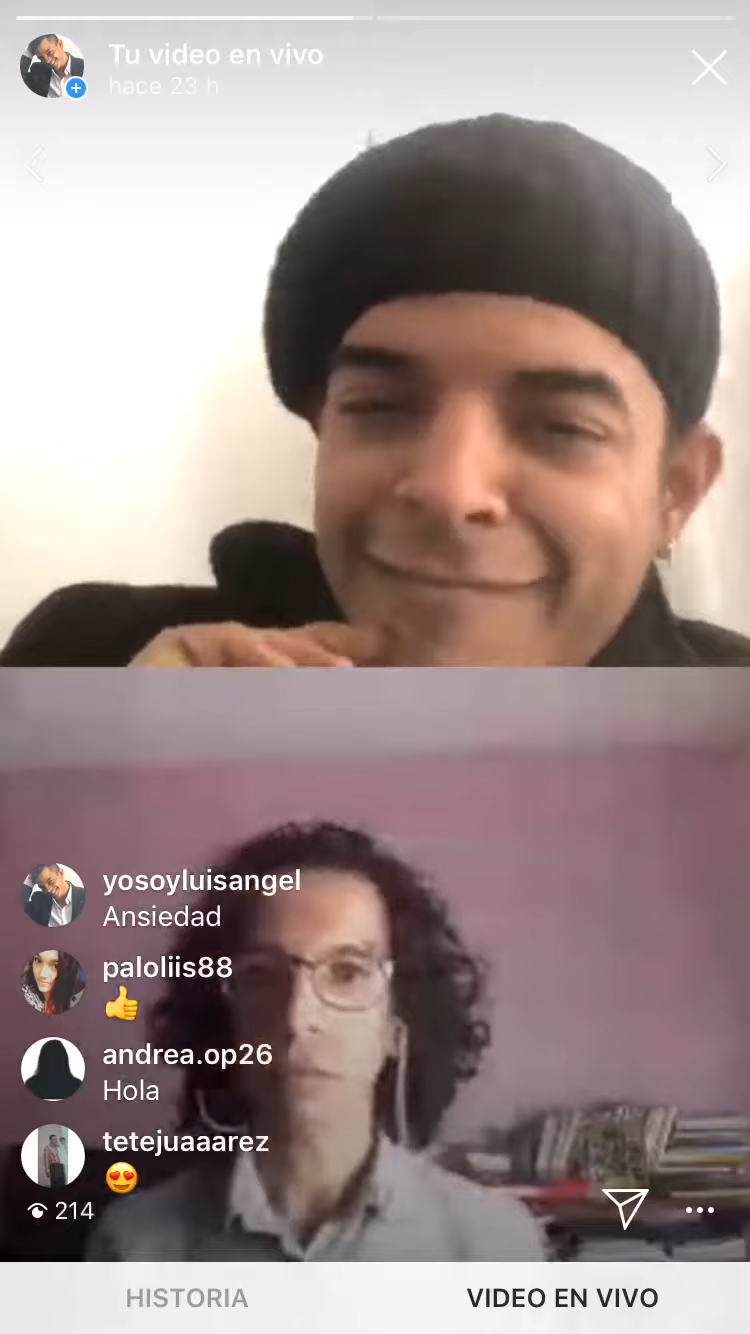 Tu video en vivo
hace 23 h
yosoyluisangel
Ansiedad
paloliis88
👍
andrea.op26
Hola
tetejuaaarez
😍
214
HISTORIA
VIDEO EN VIVO